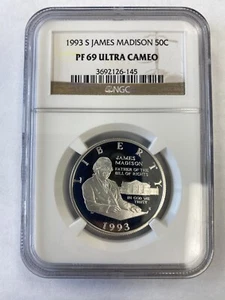 1993 S JAMES MADISON 50C
PF 69 ULTRA CAMEO
3692126-145
NGC
LIBERTY
JAMES
MADISON
FATHER OF THE
BILL OF RIGHTS
IN GOD WE
TRUST
1993